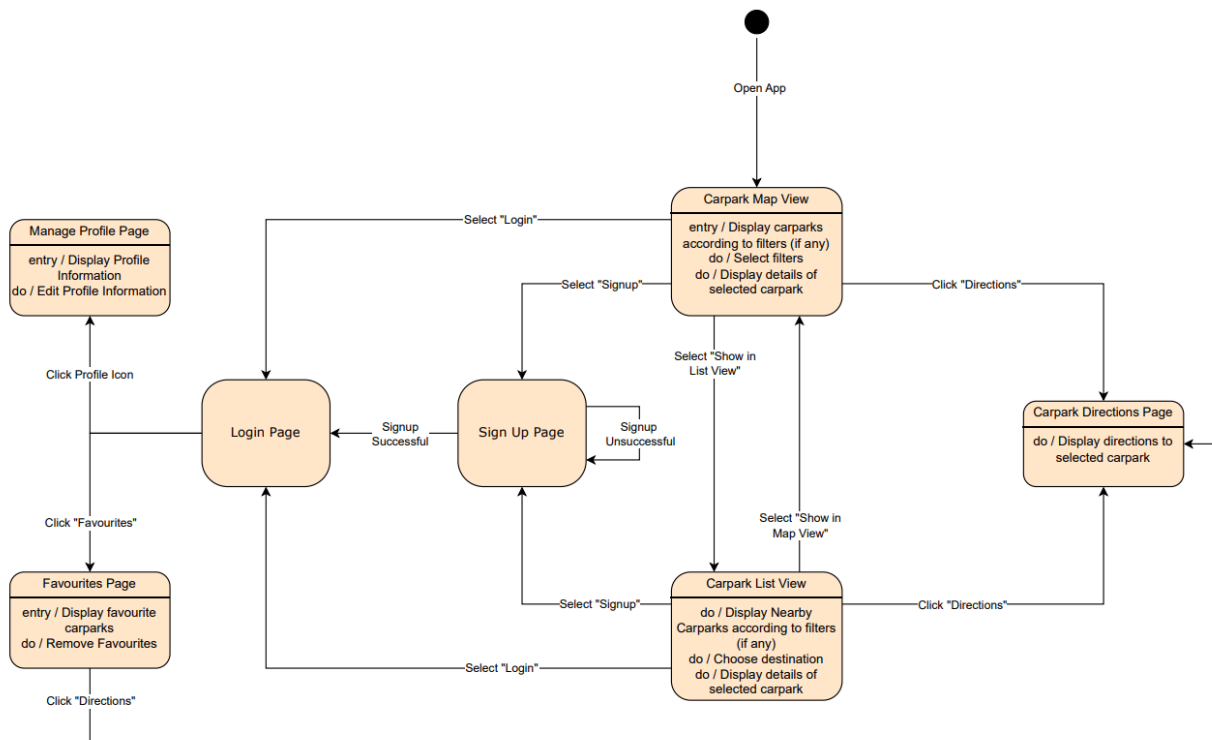 Open App
Carpark Map View
entry / Display carparks
according to filters (if any)
do / Select filters
do / Display details of
selected carpark
Select "Login"
Manage Profile Page
entry / Display Profile
Information
do / Edit Profile Information
Select "Signup"
Click "Directions"
Select "Show in
List View"
Click Profile Icon
Login Page
Signup
Successful
Sign Up Page
Signup
Unsuccessful
Carpark Directions Page
do / Display directions to
selected carpark
Click "Favourites"
Select "Show in
Map View"
Favourites Page
entry / Display favourite
carparks
do / Remove Favourites
Select "Signup"
Carpark List View
do / Display Nearby
Carparks according to filters
(if any)
do / Choose destination
do / Display details of
selected carpark
Click "Directions"
Select "Login"
Click "Directions"